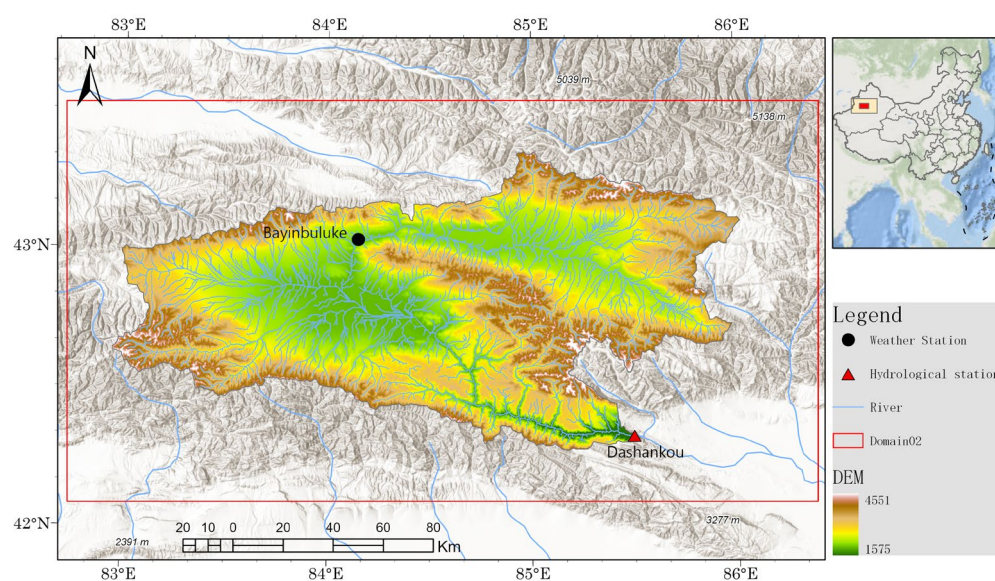 83°E 84°E 85°E 86°E
N
5039 m
5138 m
43°N
Bayinbuluke
Dashankou
42°N
3277 m
2391 m
20 10 0 20 40 60 80
Km
83°E 84°E 85°E 86°E
Legend
Weather Station
Hydrological station
River
Domain02
DEM
4551
1575